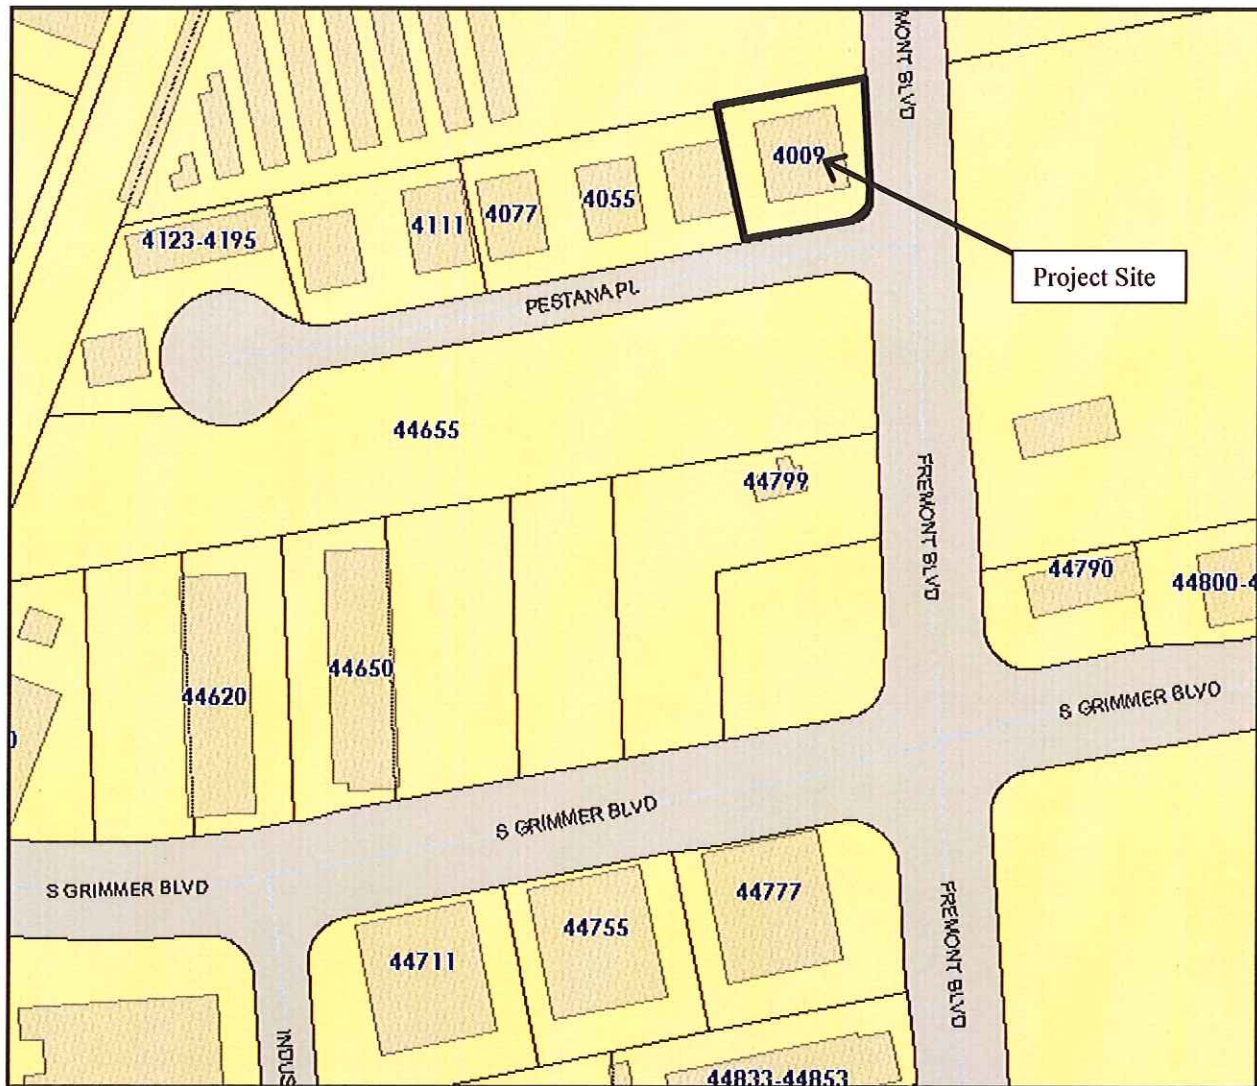 MONT BLVD
4009
4111
4077
4055
4123-4195
Project Site
PESTANA PL
44655
44799
FREMONT BLVD
44790
44800-4
44650
44620
0
S GRIMMER BLVD
S GRIMMER BLVD
S GRIMMER BLVD
44777
44755
44711
FREMONT BLVD
INDUS
44833-44853